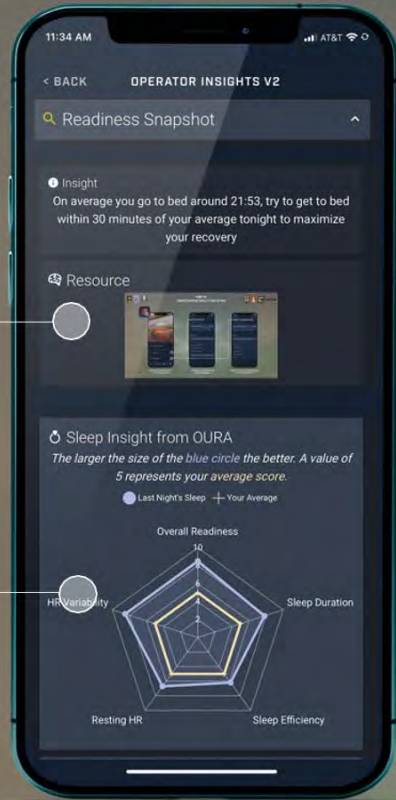 11:34 AM
AT&T
< BACK
OPERATOR INSIGHTS V2
Readiness Snapshot
Insight
On average you go to bed around 21:53, try to get to bed
within 30 minutes of your average tonight to maximize
your recovery
Resource
Sleep Insight from OURA
The larger the size of the blue circle the better. A value of
5 represents your average score.
Last Night's Sleep
Your Average
Overall Readiness
10
6
4
2
HR Variability
Sleep Duration
Resting HR
Sleep Efficiency